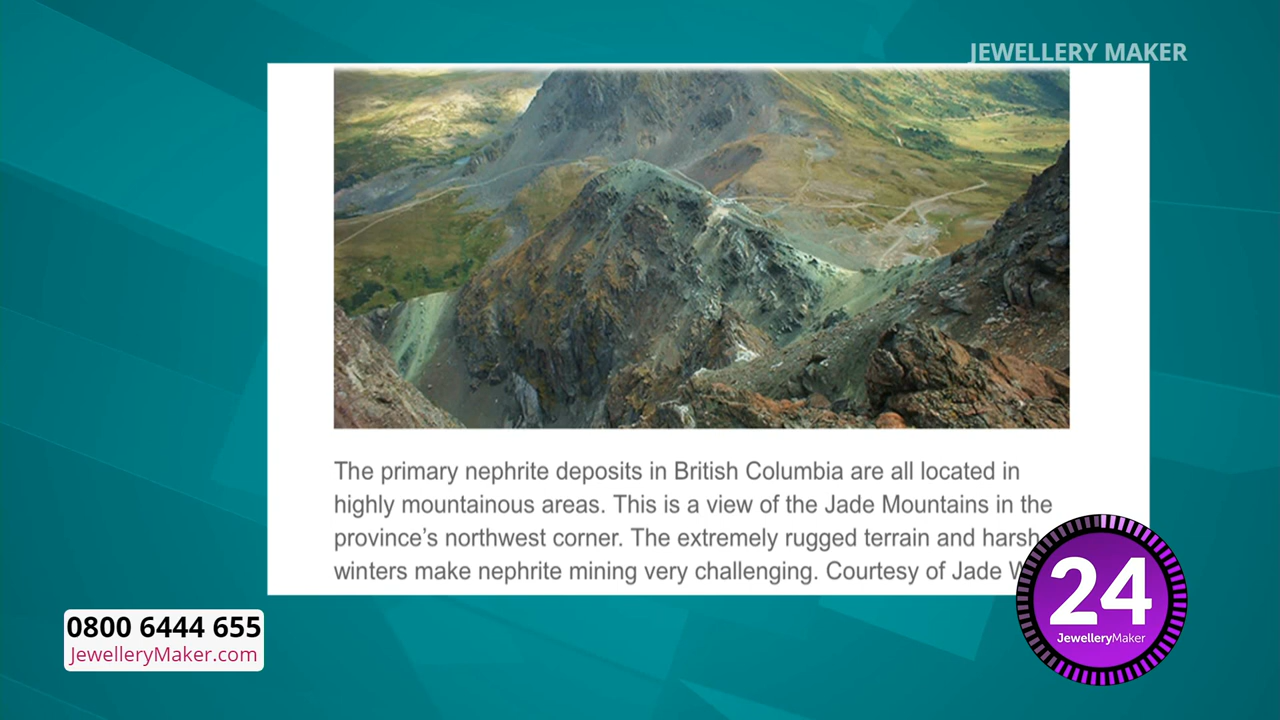 JEWELLERY MAKER
The primary nephrite deposits in British Columbia are all located in
highly mountainous areas. This is a view of the Jade Mountains in the
province's northwest corner. The extremely rugged terrain and harsh
winters make nephrite mining very challenging. Courtesy of Jade
24
JewelleryMaker
0800 6444 655
JewelleryMaker.com